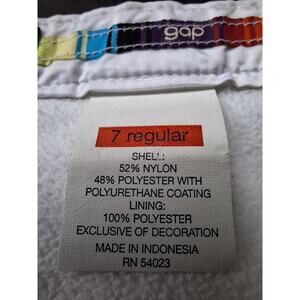 gap
7 regular
SHELL:
52% NYLON
48% POLYESTER WITH
POLYURETHANE COATING
LINING:
100% POLYESTER
EXCLUSIVE OF DECORATION
MADE IN INDONESIA
RN 54023